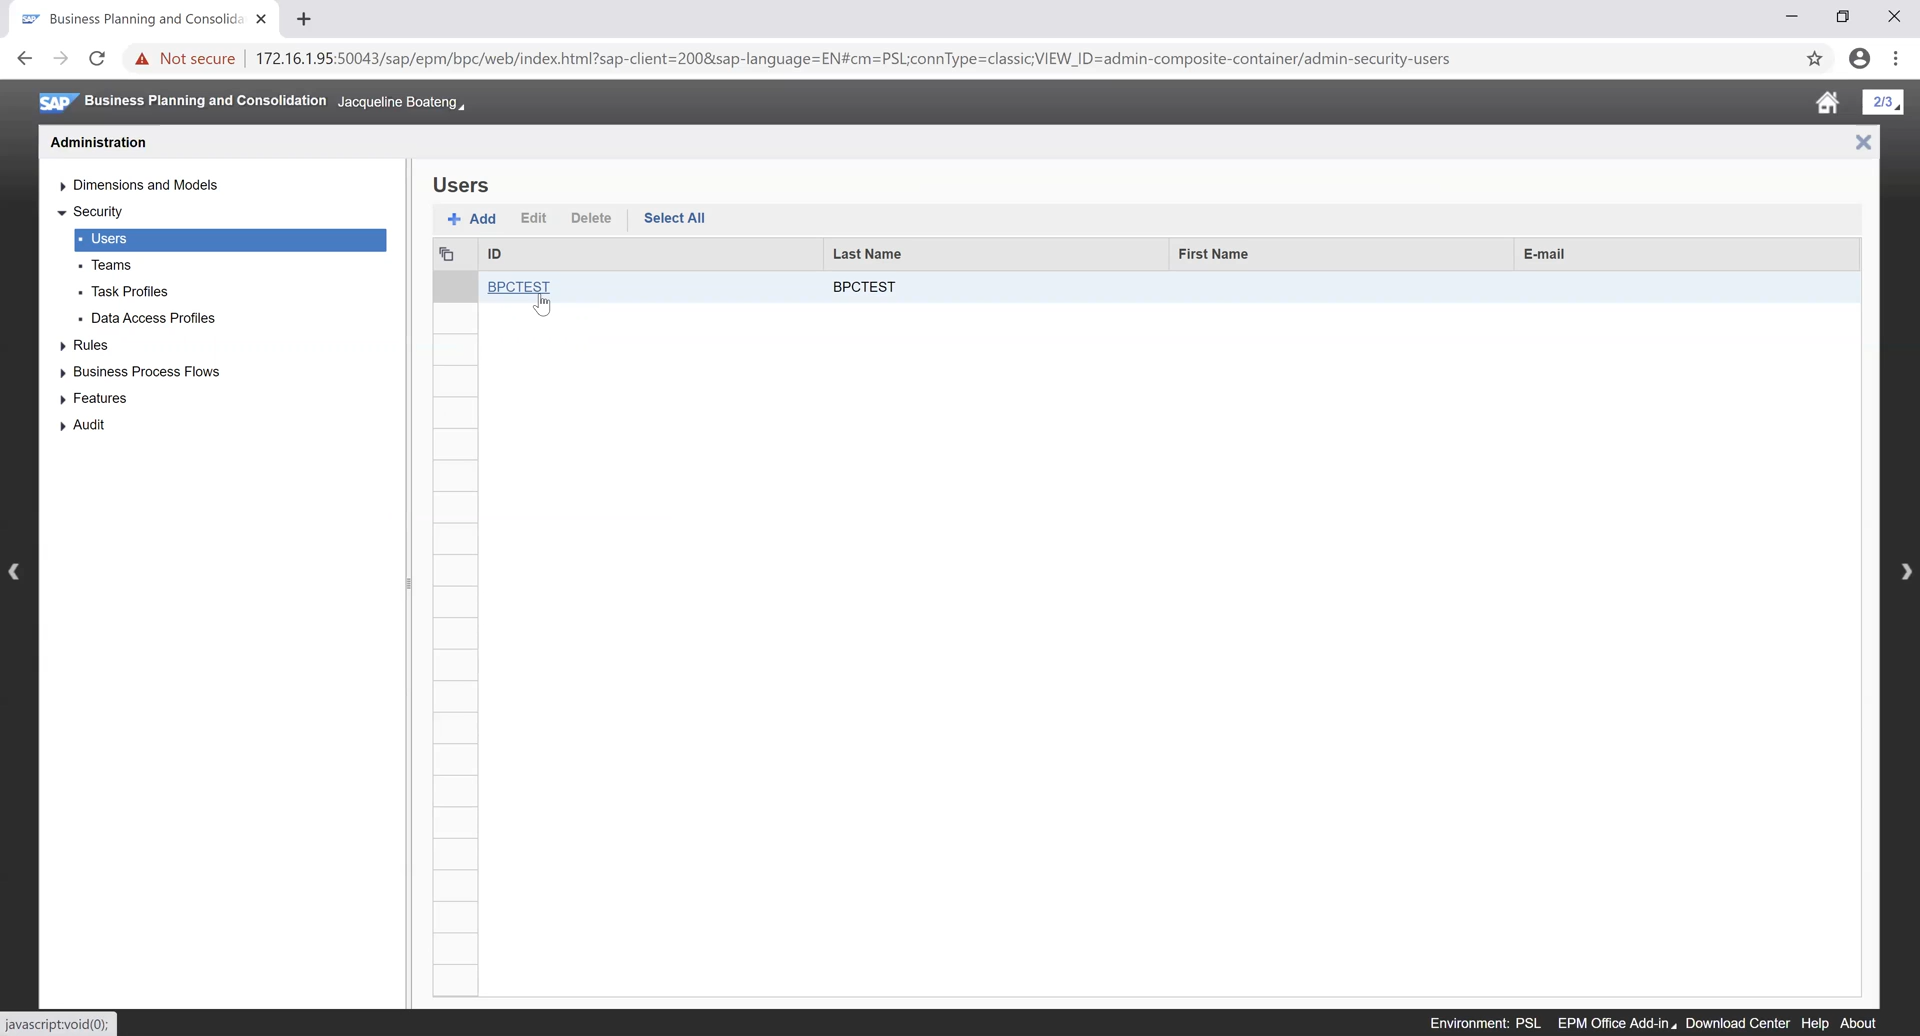 Business Planning and Consolida
Not secure 172.16.1.95:50043/sap/epm/bpc/web/index.html?sap-client=200&sap-language=EN#cm=PSL;connType=classic;VIEW_ID=admin-composite-container/admin-security-users
SAP Business Planning and Consolidation Jacqueline Boateng 2/3
Administration
Dimensions and Models
Security
Users
Teams
Task Profiles
Data Access Profiles
Rules
Business Process Flows
Features
Audit
Users
Add Edit Delete Select All
ID Last Name First Name E-mail
BPCTEST BPCTEST
javascript:void(0);
Environment: PSL EPM Office Add-in Download Center Help About